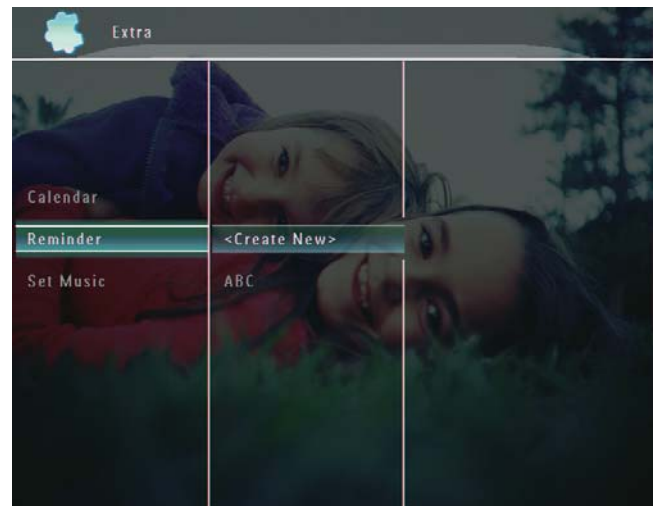 Extra
Calendar
Reminder
<Create New>
Set Music
ABC